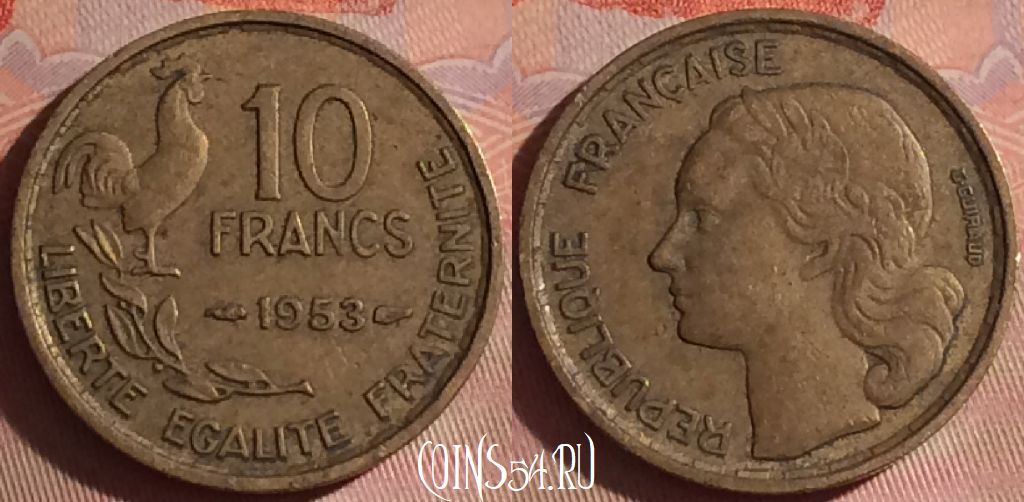 10
FRANCS
1953
LIBERTE EGALITE FRATERNITE
REPUBLIQUE FRANÇAISE
G.GUIRAUD
COINS54.RU